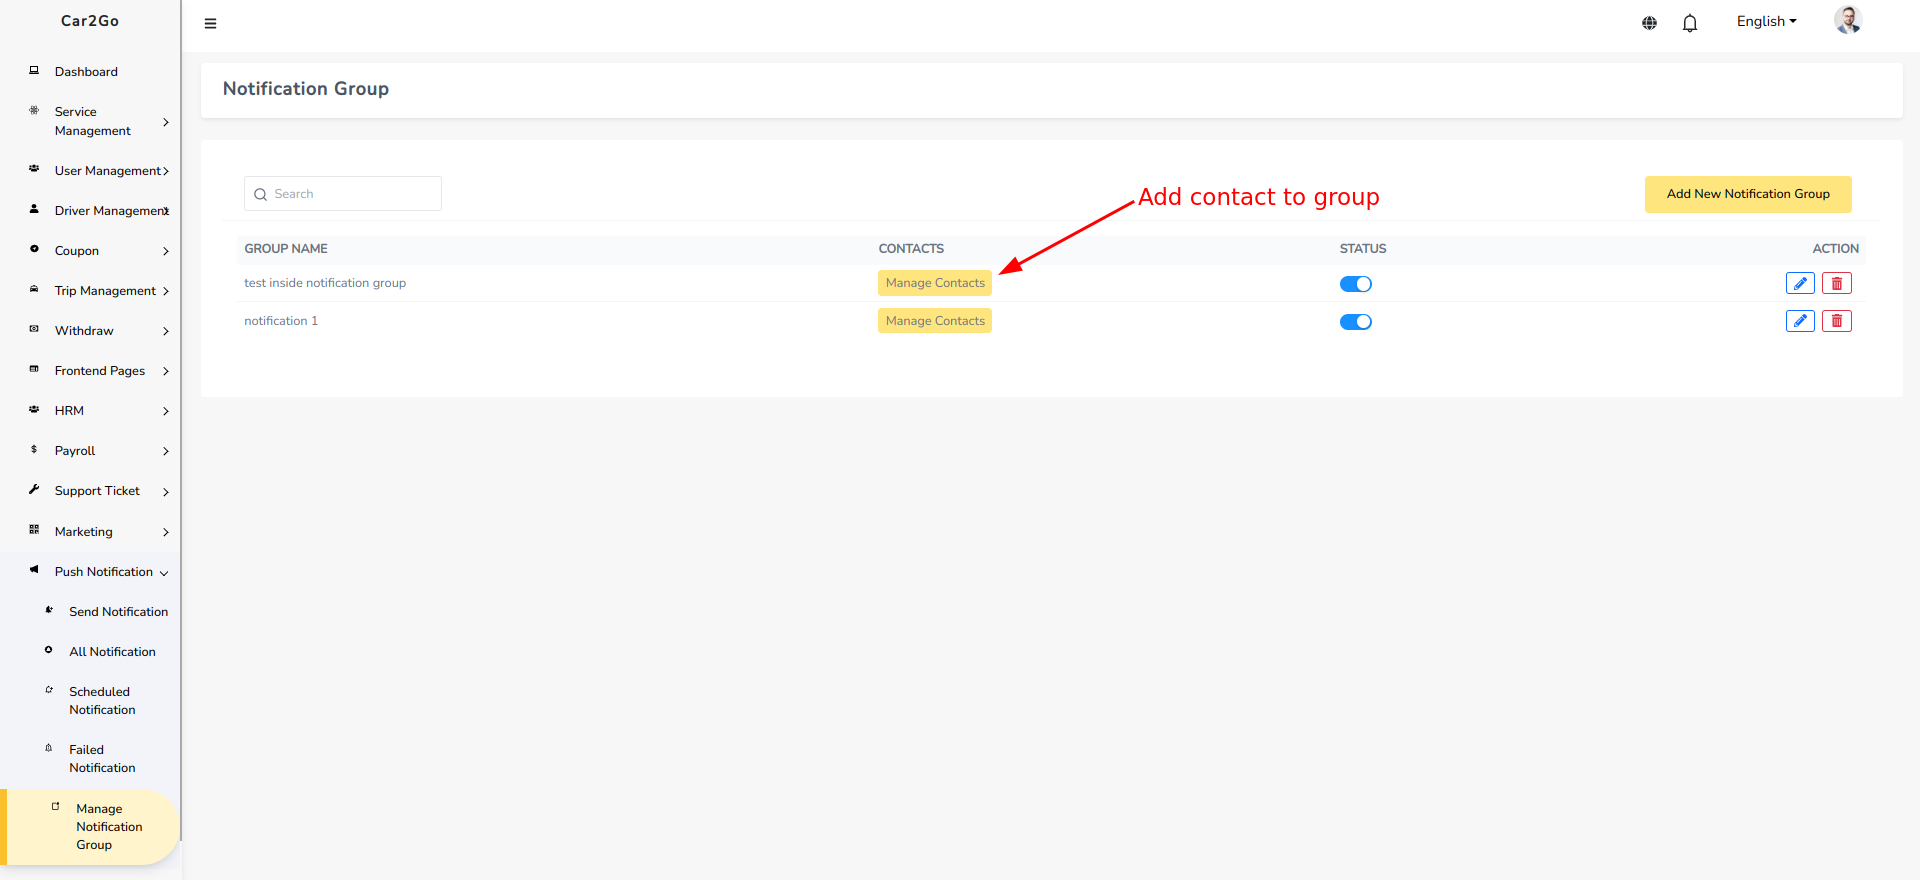 Car2Go
English
Dashboard
Service
Management
User Management
Driver Management
Coupon
Trip Management
Withdraw
Frontend Pages
HRM
Payroll
Support Ticket
Marketing
Push Notification
Send Notification
All Notification
Scheduled
Notification
Failed
Notification
Manage
Notification
Group
Notification Group
Search
Add contact to group
Add New Notification Group
GROUP NAME CONTACTS STATUS ACTION
test inside notification group Manage Contacts
notification 1 Manage Contacts